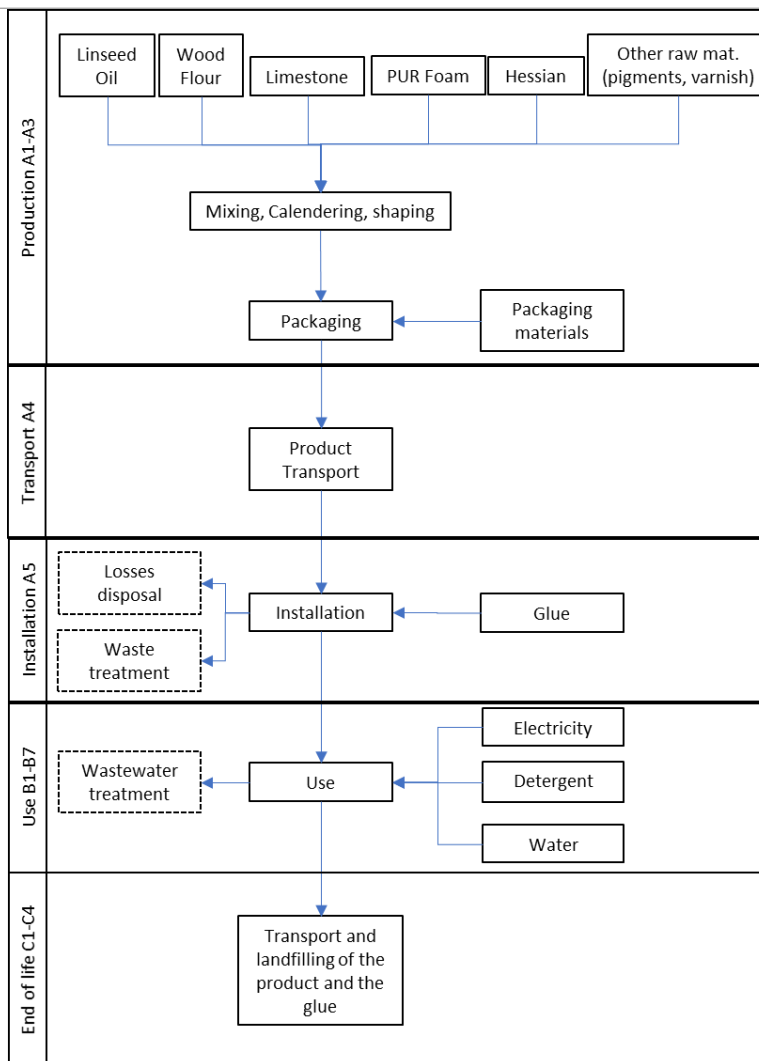 Production A1-A3
Linseed
Oil
Wood
Flour
Limestone
PUR Foam
Hessian
Other raw mat.
(pigments, varnish)
Mixing, Calendering, shaping
Packaging
Packaging
materials
Transport A4
Product
Transport
Installation A5
Losses
disposal
Waste
treatment
Installation
Glue
Use B1-B7
Wastewater
treatment
Use
Electricity
Detergent
Water
End of life C1-C4
Transport and
landfilling of the
product and the
glue